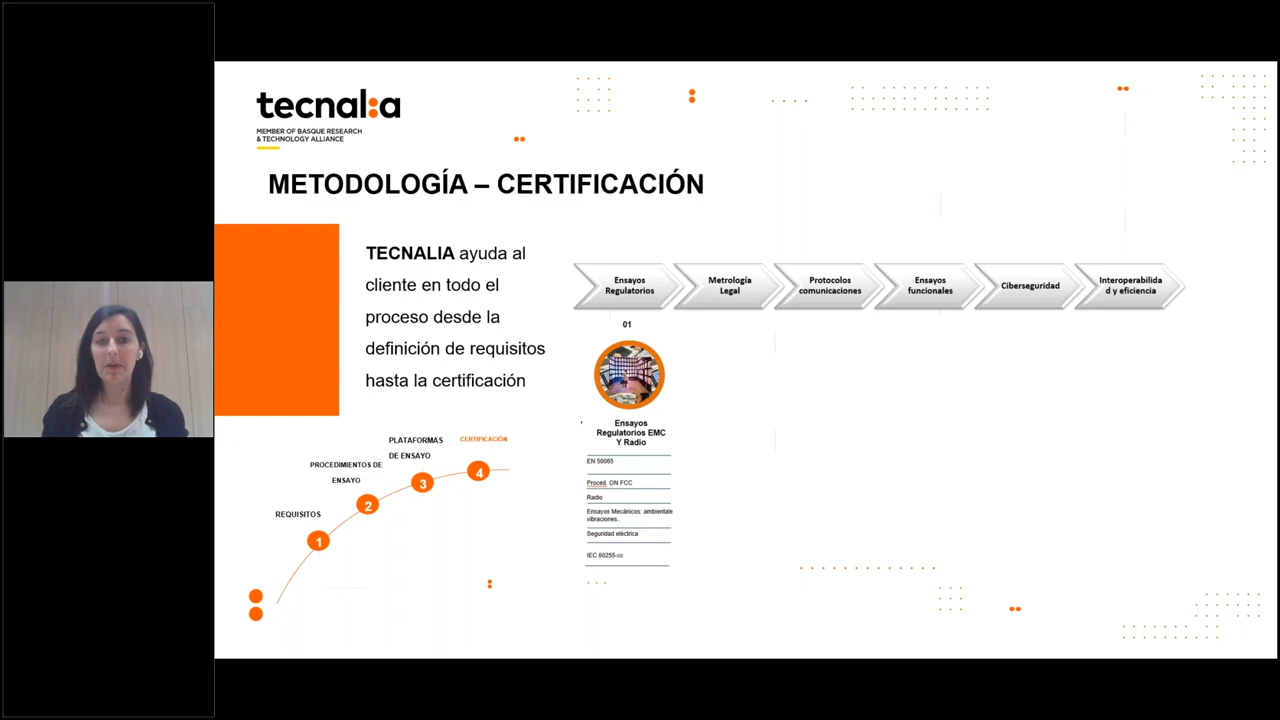 tecnalia
MEMBER OF BASQUE RESEARCH
& TECHNOLOGY ALLIANCE
METODOLOGÍA – CERTIFICACIÓN
TECNALIA ayuda al
cliente en todo el
proceso desde la
definición de requisitos
hasta la certificación
Ensayos
Regulatorios
Metrología
Legal
Protocolos
comunicaciones
Ensayos
funcionales
Ciberseguridad
Interoperabilida
d y eficiencia
01
Ensayos
Regulatorios EMC
Y Radio
EN 50065
Proced. ON FCC
Radio
Ensayos Mecánicos: ambientale
vibraciones..
Seguridad eléctrica
IEC 60255-xx
CERTIFICACIÓN
4
PLATAFORMAS
DE ENSAYO
3
PROCEDIMIENTOS DE
ENSAYO
2
REQUISITOS
1